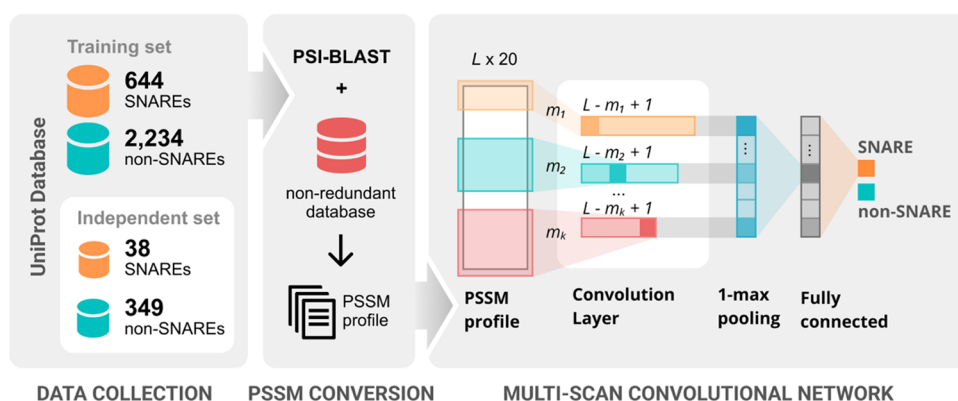 UniProt Database
Training set
644
SNAREs
2,234
non-SNAREs
Independent set
38
SNAREs
349
non-SNAREs
DATA COLLECTION
PSI-BLAST
+
non-redundant
database
PSSM
profile
PSSM CONVERSION
L x 20
m1
L - m1 + 1
m2
L - m2 + 1
...
mk
L - mk + 1
⋮
⋮
SNARE
non-SNARE
PSSM
profile
Convolution
Layer
1-max
pooling
Fully
connected
MULTI-SCAN CONVOLUTIONAL NETWORK